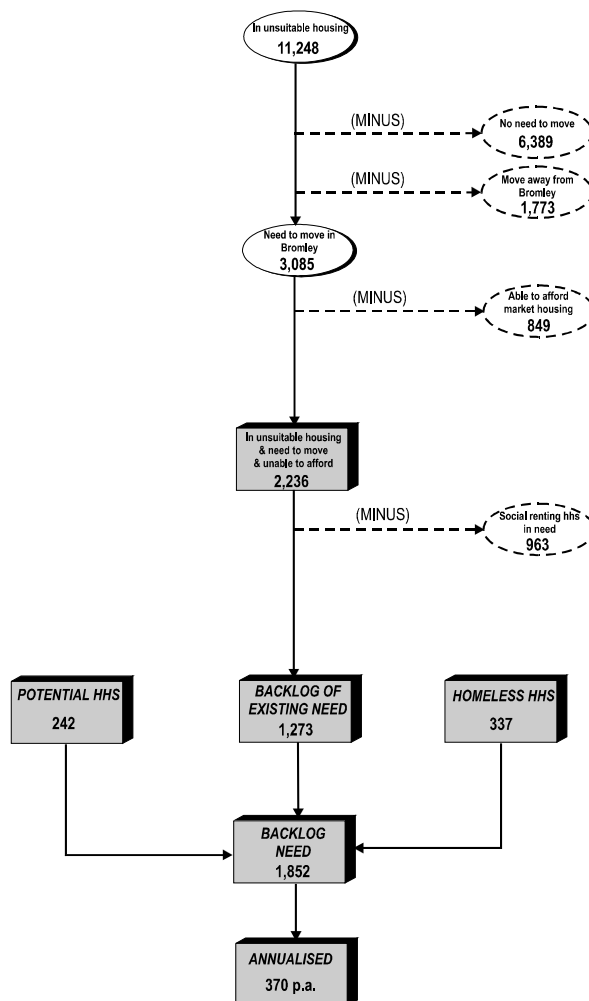 In unsuitable housing
11,248
(MINUS)
No need to move
6,389
(MINUS)
Move away from
Bromley
1,773
Need to move in
Bromley
3,085
(MINUS)
Able to afford
market housing
849
In unsuitable housing
& need to move
& unable to afford
2,236
(MINUS)
Social renting hhs
in need
963
POTENTIAL HHS
242
BACKLOG OF
EXISTING NEED
1,273
HOMELESS HHS
337
BACKLOG
NEED
1,852
ANNUALISED
370 p.a.